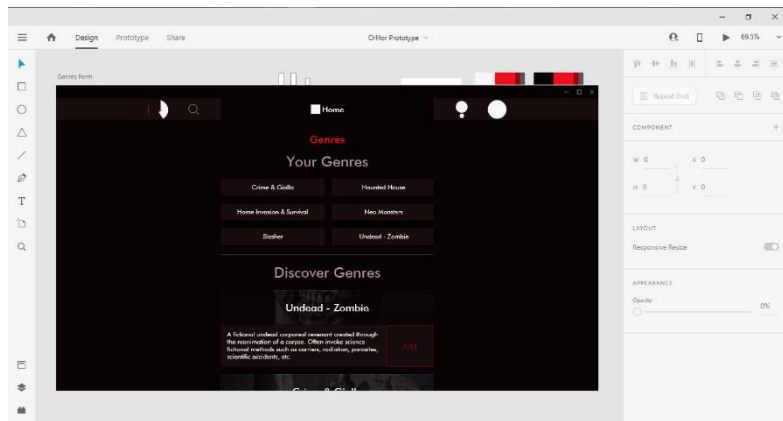 Design Prototype Share
OrHor Prototype
69.5%
Genres Form
Home
Genres
Your Genres
Crime & Giallo
Haunted House
Home Invasion & Survival
Neo Monsters
Slasher
Undead - Zombie
Discover Genres
Undead - Zombie
A fictional undead corporeal revenant created through
the reanimation of a corpse. Often invoke science
fictional methods such as carriers, radiation, parasites,
scientific accidents, etc.
Add
Crime & Giallo
Repeat Grid
COMPONENT
W 0 X 0
H 0 Y 0
LAYOUT
Responsive Resize
APPEARANCE
Opacity
0%